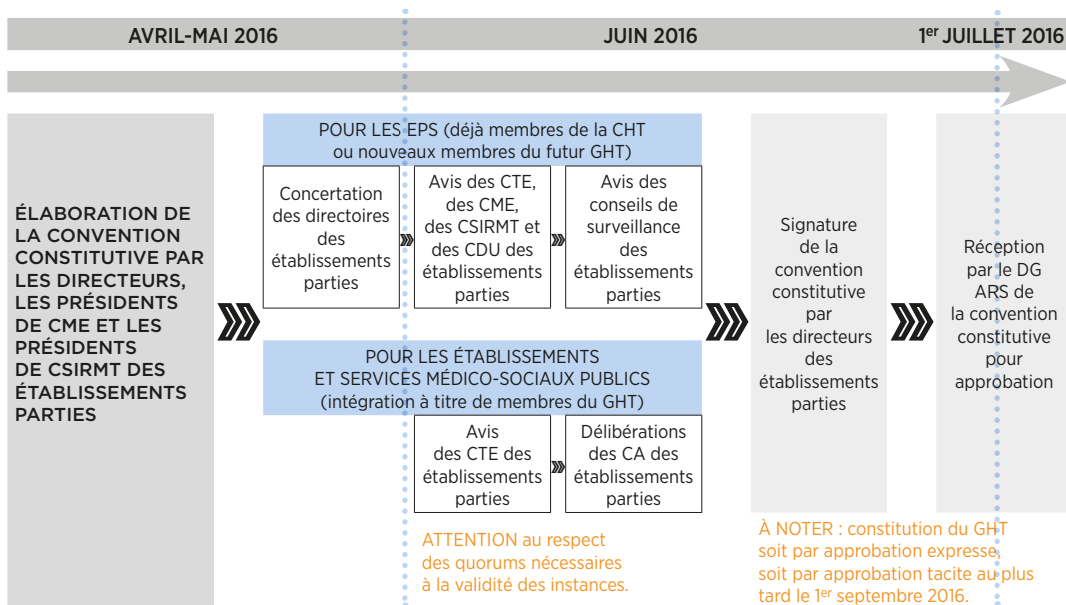 AVRIL-MAI 2016
JUIN 2016
1er JUILLET 2016
ÉLABORATION DE
LA CONVENTION
CONSTITUTIVE PAR
LES DIRECTEURS,
LES PRÉSIDENTS
DE CME ET LES
PRÉSIDENTS
DE CSIRMT DES
ÉTABLISSEMENTS
PARTIES
POUR LES EPS (déjà membres de la CHT
ou nouveaux membres du futur GHT)
Concertation
des directoires
des
établissements
parties
Avis des CTE,
des CME,
des CSIRMT et
des CDU des
établissements
parties
Avis des
conseils de
surveillance
des
établissements
parties
POUR LES ÉTABLISSEMENTS
ET SERVICES MÉDICO-SOCIAUX PUBLICS
(intégration à titre de membres du GHT)
Avis
des CTE des
établissements
parties
Délibérations
des CA des
établissements
parties
ATTENTION au respect
des quorums nécessaires
à la validité des instances.
Signature
de la
convention
constitutive
par
les directeurs
des
établissements
parties
Réception
par le DG
ARS de
la convention
constitutive
pour
approbation
À NOTER : constitution du GHT
soit par approbation expresse,
soit par approbation tacite au plus
tard le 1er septembre 2016.